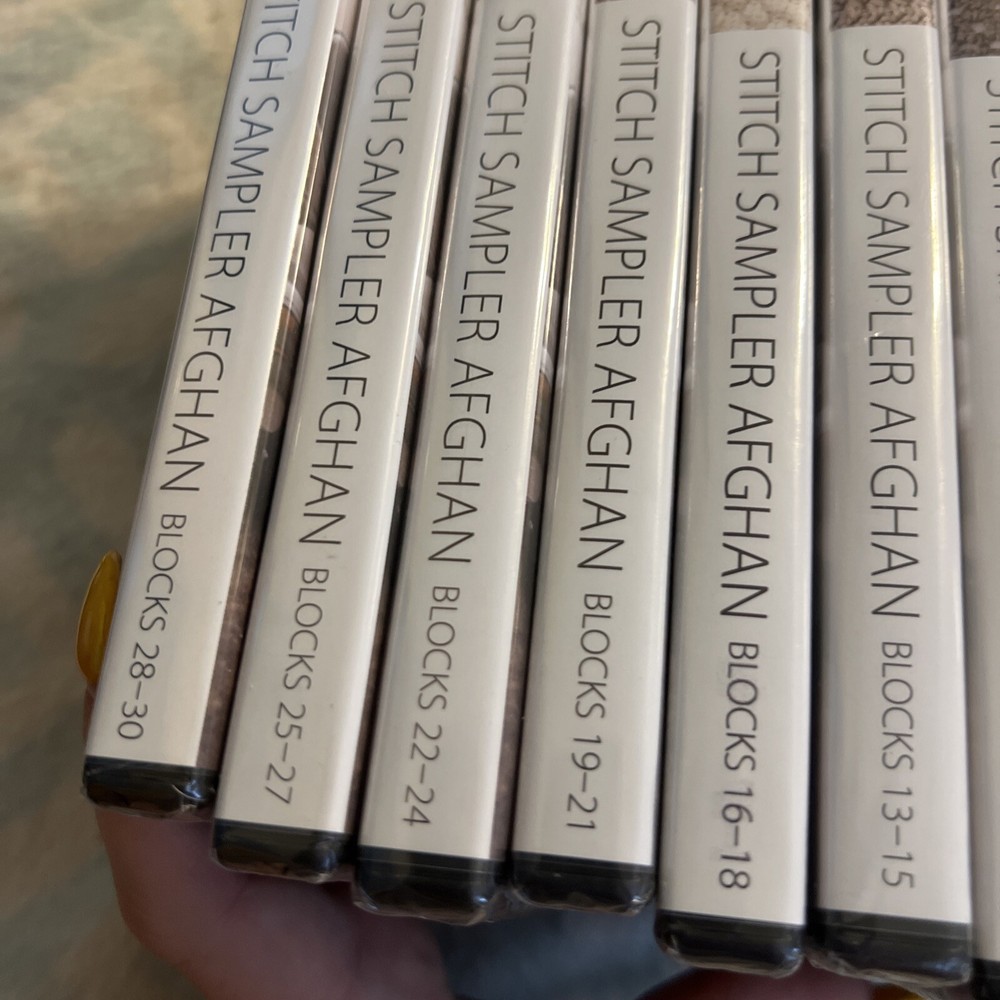 STITCH SAMPLER AFGHAN BLOCKS 28–30
STITCH SAMPLER AFGHAN BLOCKS 25–27
STITCH SAMPLER AFGHAN BLOCKS 22–24
STITCH SAMPLER AFGHAN BLOCKS 19–21
STITCH SAMPLER AFGHAN BLOCKS 16–18
STITCH SAMPLER AFGHAN BLOCKS 13–15